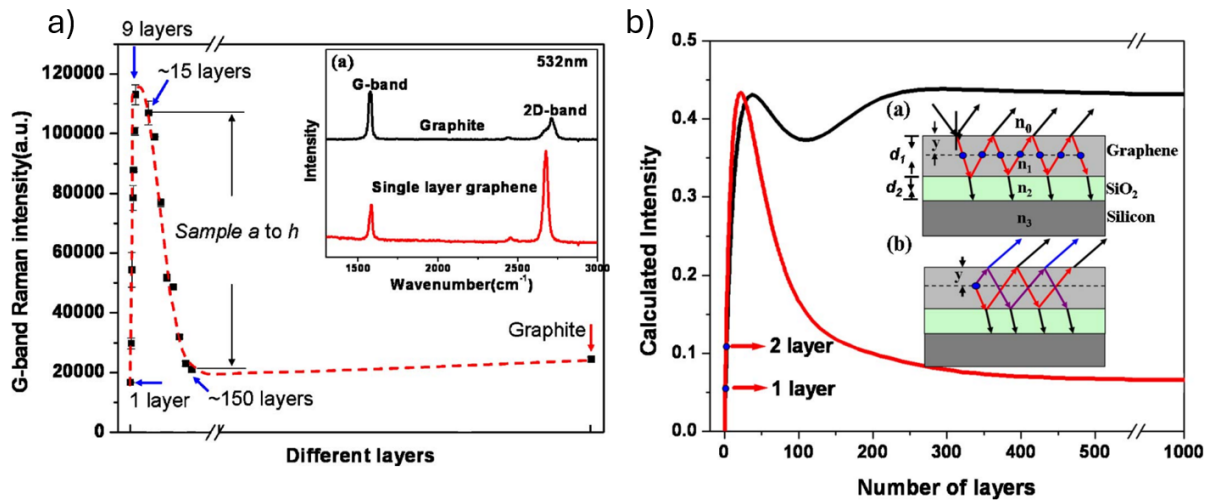 a)
9 layers
~15 layers
120000
100000
80000
60000
40000
20000
0
G-band Raman intensity(a.u.)
Different layers
Sample a to h
1 layer
~150 layers
Graphite
(a)
532nm
G-band
2D-band
Graphite
Single layer graphene
Intensity
1500
2000
2500
3000
Wavenumber(cm⁻¹)
b)
0.5
0.4
0.3
0.2
0.1
0.0
Calculated Intensity
0
100
200
300
400
500
1000
Number of layers
2 layer
1 layer
(a)
n₀
y
d₁
n₁
Graphene
d₂
n₂
SiO₂
n₃
Silicon
(b)
y